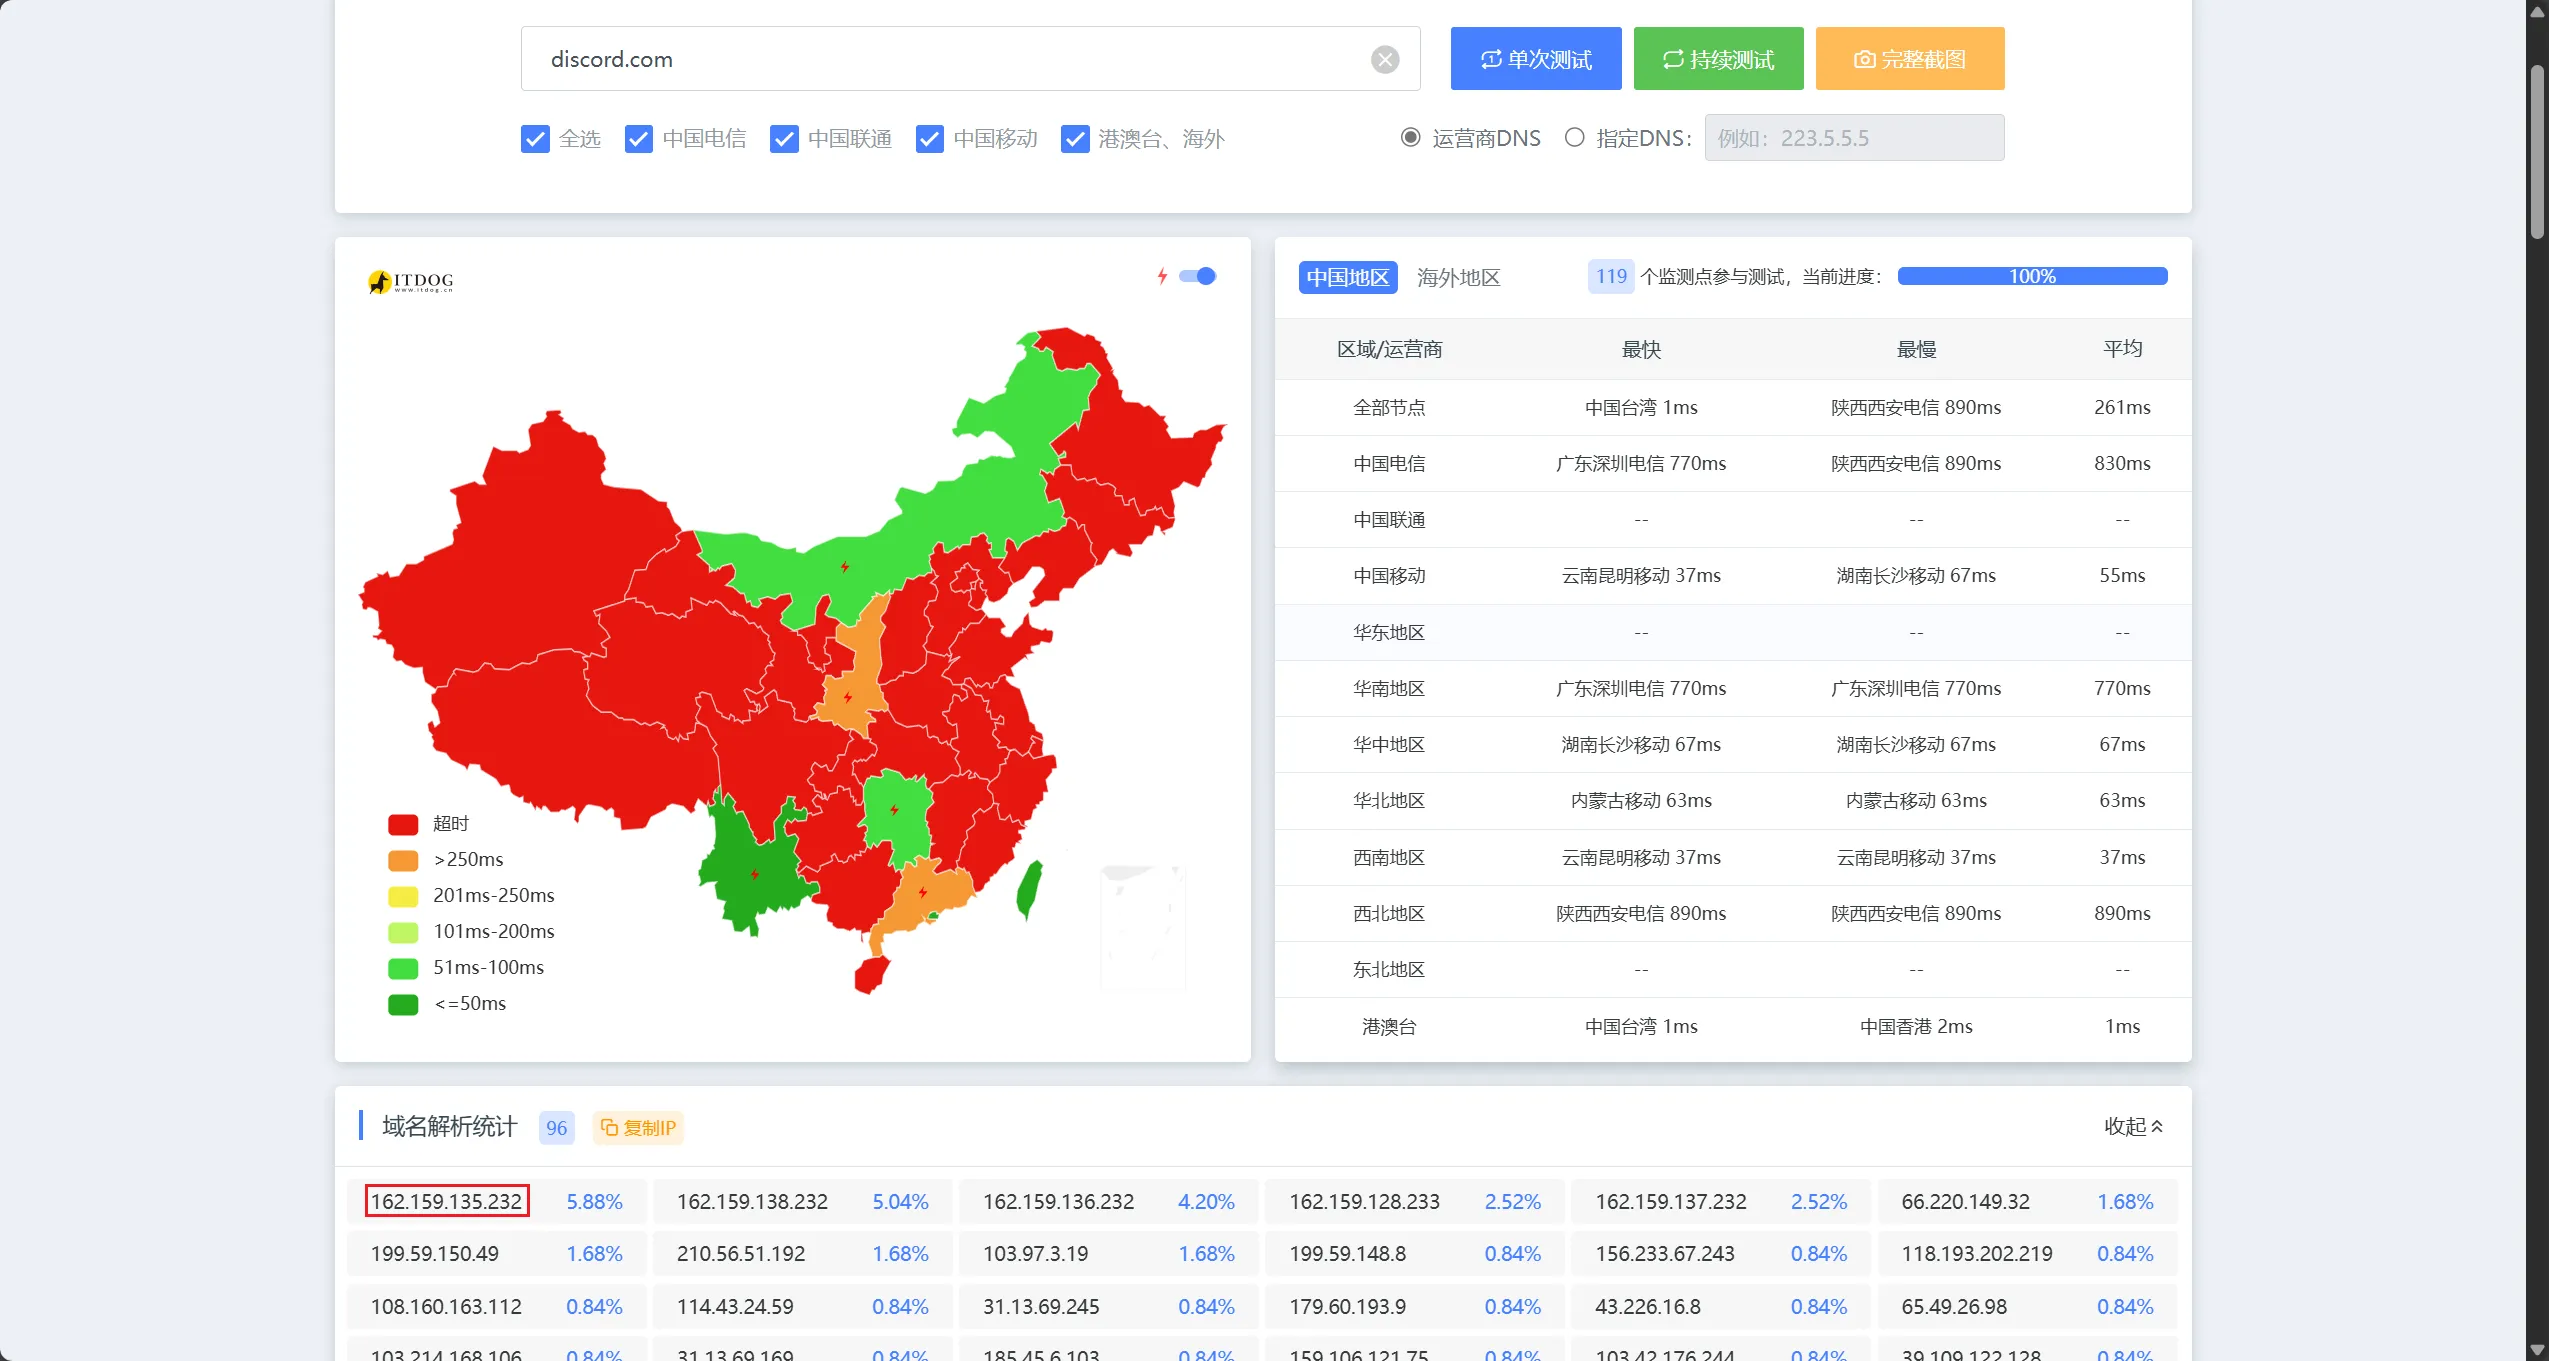 discord.com
单次测试
持续测试
完整截图
全选 中国电信 中国联通 中国移动 港澳台、海外
运营商DNS 指定DNS: 例如: 223.5.5.5
ITDOG
www.itdog.cn
超时
>250ms
201ms-250ms
101ms-200ms
51ms-100ms
<=50ms
中国地区 海外地区 119 个监测点参与测试, 当前进度: 100%
区域/运营商 最快 最慢 平均
全部节点 中国台湾 1ms 陕西西安电信 890ms 261ms
中国电信 广东深圳电信 770ms 陕西西安电信 890ms 830ms
中国联通 -- -- --
中国移动 云南昆明移动 37ms 湖南长沙移动 67ms 55ms
华东地区 -- -- --
华南地区 广东深圳电信 770ms 广东深圳电信 770ms 770ms
华中地区 湖南长沙移动 67ms 湖南长沙移动 67ms 67ms
华北地区 内蒙古移动 63ms 内蒙古移动 63ms 63ms
西南地区 云南昆明移动 37ms 云南昆明移动 37ms 37ms
西北地区 陕西西安电信 890ms 陕西西安电信 890ms 890ms
东北地区 -- -- --
港澳台 中国台湾 1ms 中国香港 2ms 1ms
域名解析统计 96 复制IP 收起
162.159.135.232 5.88% 162.159.138.232 5.04% 162.159.136.232 4.20% 162.159.128.233 2.52% 162.159.137.232 2.52% 66.220.149.32 1.68%
199.59.150.49 1.68% 210.56.51.192 1.68% 103.97.3.19 1.68% 199.59.148.8 0.84% 156.233.67.243 0.84% 118.193.202.219 0.84%
108.160.163.112 0.84% 114.43.24.59 0.84% 31.13.69.245 0.84% 179.60.193.9 0.84% 43.226.16.8 0.84% 65.49.26.98 0.84%
103.214.168.106 0.84% 31.13.69.169 0.84% 185.45.6.103 0.84% 159.106.121.75 0.84% 103.42.176.244 0.84% 39.109.122.128 0.84%